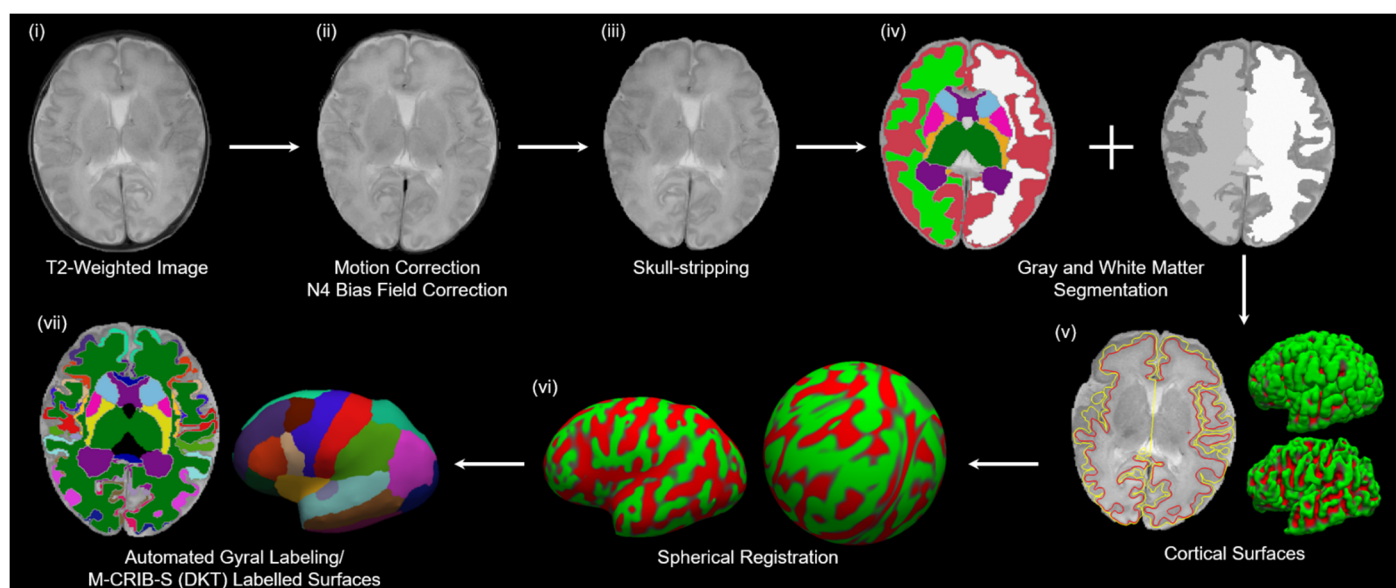 (i)
T2-Weighted Image
(ii)
Motion Correction
N4 Bias Field Correction
(iii)
Skull-stripping
(iv)
Gray and White Matter
Segmentation
(v)
Cortical Surfaces
(vi)
Spherical Registration
(vii)
Automated Gyral Labeling/
M-CRIB-S (DKT) Labelled Surfaces